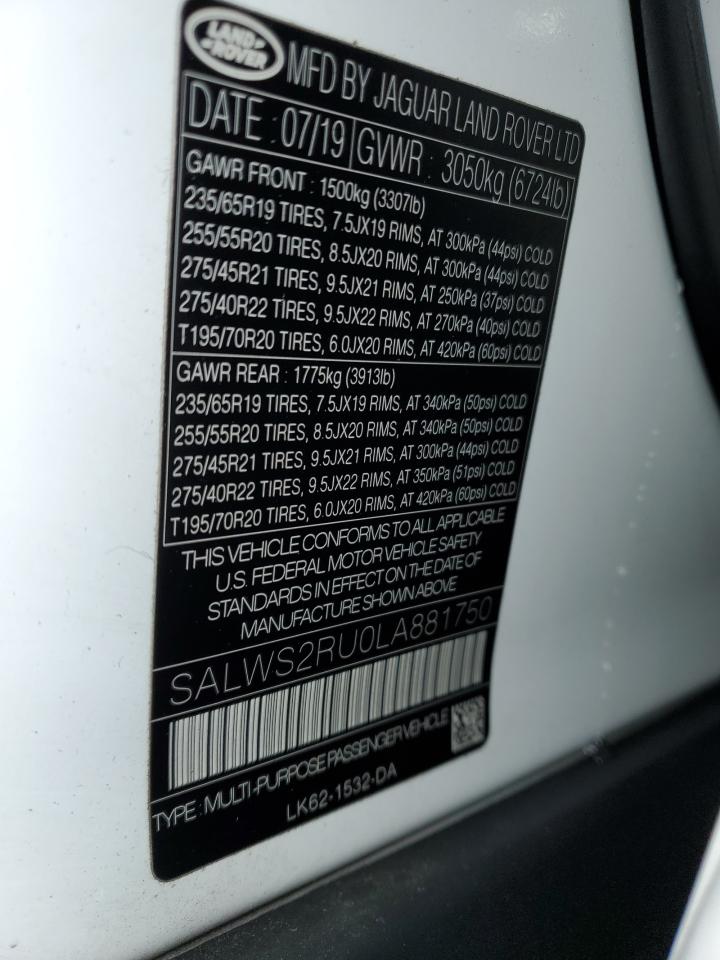 LAND ROVER
MFD BY JAGUAR LAND ROVER LTD
DATE : 07/19 GVWR : 3050kg (6724lb)
GAWR FRONT : 1500kg (3307lb)
235/65R19 TIRES, 7.5JX19 RIMS, AT 300kPa (44psi) COLD
255/55R20 TIRES, 8.5JX20 RIMS, AT 300kPa (44psi) COLD
275/45R21 TIRES, 9.5JX21 RIMS, AT 250kPa (37psi) COLD
275/40R22 TIRES, 9.5JX22 RIMS, AT 270kPa (40psi) COLD
T195/70R20 TIRES, 6.0JX20 RIMS, AT 420kPa (60psi) COLD
GAWR REAR : 1775kg (3913lb)
235/65R19 TIRES, 7.5JX19 RIMS, AT 340kPa (50psi) COLD
255/55R20 TIRES, 8.5JX20 RIMS, AT 340kPa (50psi) COLD
275/45R21 TIRES, 9.5JX21 RIMS, AT 300kPa (44psi) COLD
275/40R22 TIRES, 9.5JX22 RIMS, AT 350kPa (51psi) COLD
T195/70R20 TIRES, 6.0JX20 RIMS, AT 420kPa (60psi) COLD
THIS VEHICLE CONFORMS TO ALL APPLICABLE
U.S. FEDERAL MOTOR VEHICLE SAFETY
STANDARDS IN EFFECT ON THE DATE OF
MANUFACTURE SHOWN ABOVE
SALWS2RU0LA881750
TYPE : MULTI-PURPOSE PASSENGER VEHICLE
LK62-1532-DA